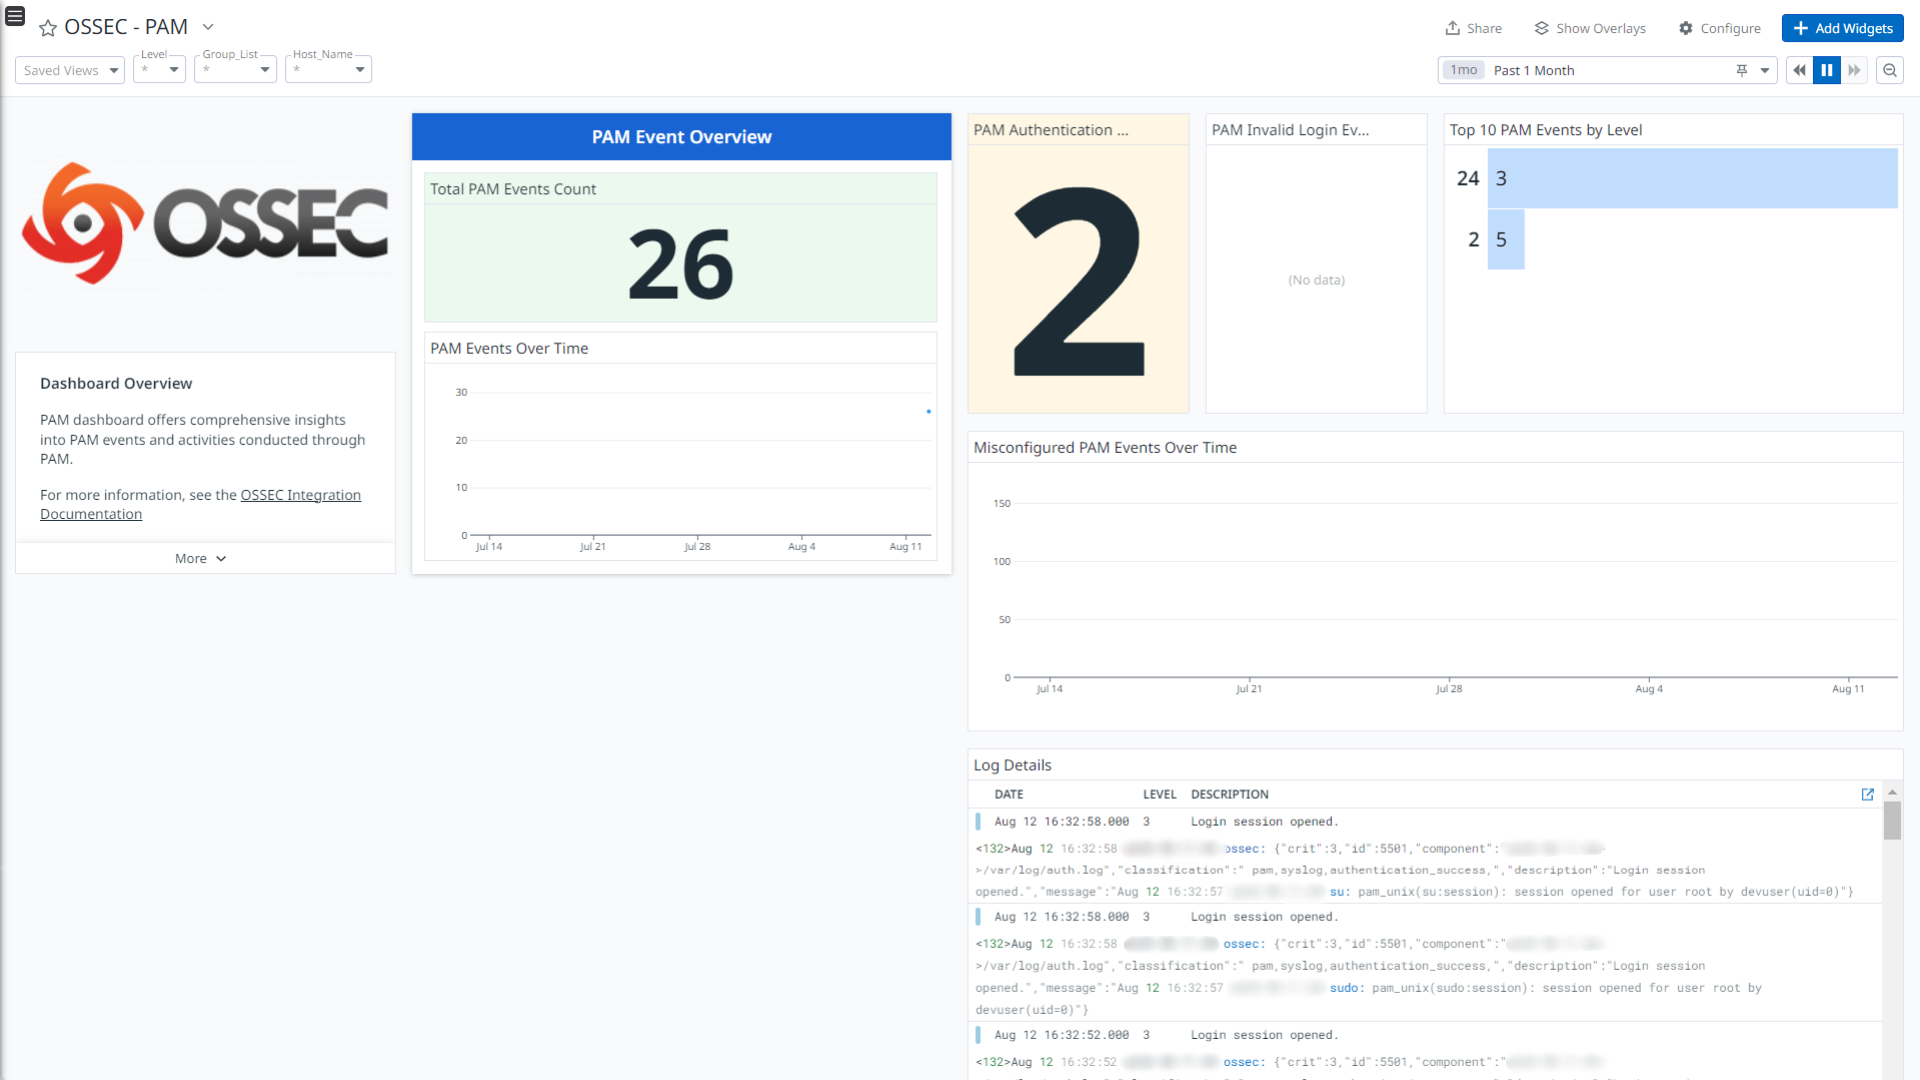 OSSEC - PAM
Share
Show Overlays
Configure
Add Widgets
Saved Views
Level
*
Group_List
*
Host_Name
*
1mo Past 1 Month
OSSEC
Dashboard Overview
PAM dashboard offers comprehensive insights
into PAM events and activities conducted through
PAM.
For more information, see the OSSEC Integration
Documentation
More
PAM Event Overview
Total PAM Events Count
26
PAM Events Over Time
30
20
10
0
Jul 14 Jul 21 Jul 28 Aug 4 Aug 11
PAM Authentication ...
2
PAM Invalid Login Ev...
(No data)
Top 10 PAM Events by Level
24 3
2 5
Misconfigured PAM Events Over Time
150
100
50
0
Jul 14 Jul 21 Jul 28 Aug 4 Aug 11
Log Details
DATE LEVEL DESCRIPTION
Aug 12 16:32:58.000 3 Login session opened.
<132>Aug 12 16:32:58 ossec: {"crit":3,"id":5501,"component":"
>/var/log/auth.log","classification":" pam,syslog,authentication_success,","description":"Login session
opened.","message":"Aug 12 16:32:57 su: pam_unix(su:session): session opened for user root by devuser(uid=0)"}
Aug 12 16:32:58.000 3 Login session opened.
<132>Aug 12 16:32:58 ossec: {"crit":3,"id":5501,"component":"
>/var/log/auth.log","classification":" pam,syslog,authentication_success,","description":"Login session
opened.","message":"Aug 12 16:32:57 sudo: pam_unix(sudo:session): session opened for user root by
devuser(uid=0)"}
Aug 12 16:32:52.000 3 Login session opened.
<132>Aug 12 16:32:52 ossec: {"crit":3,"id":5501,"component":"